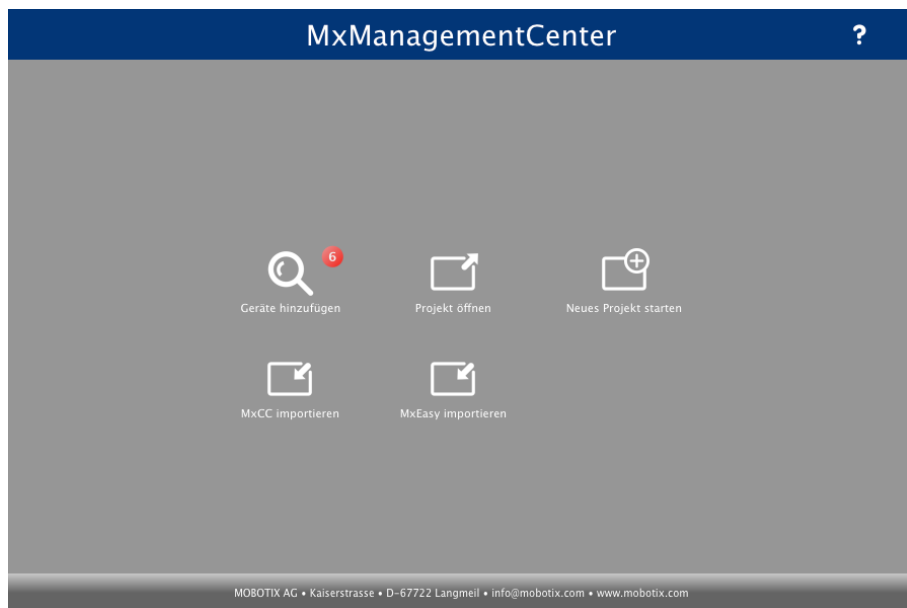 MxManagementCenter ?
6
Geräte hinzufügen Projekt öffnen Neues Projekt starten
MxCC importieren MxEasy importieren
MOBOTIX AG • Kaiserstrasse • D-67722 Langmeil • info@mobotix.com • www.mobotix.com